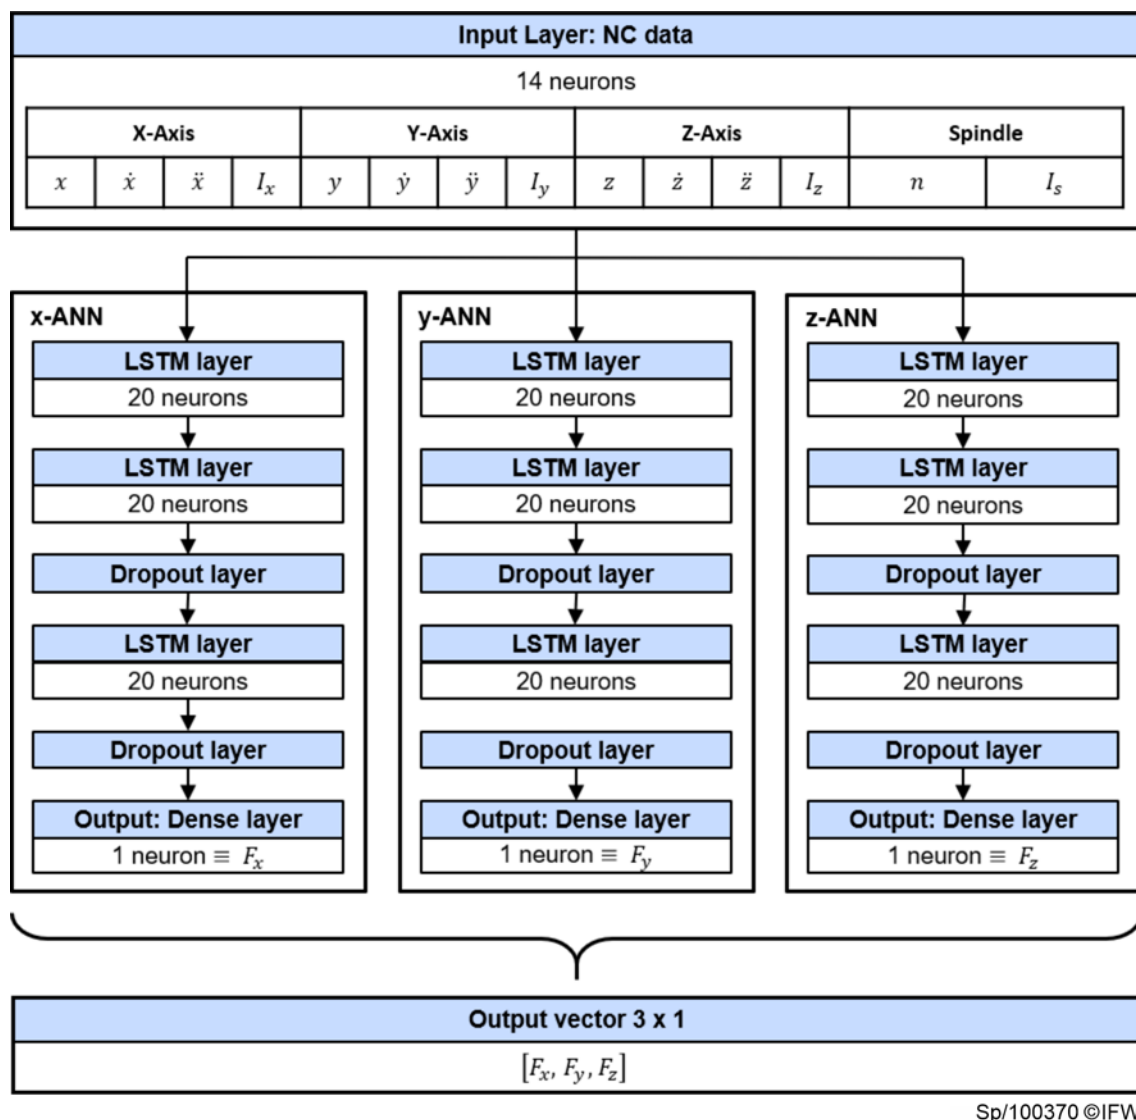 Input Layer: NC data
14 neurons
X-Axis Y-Axis Z-Axis Spindle
x ẋ ẍ I_x y ẏ ÿ I_y z ż z̈ I_z n I_s
x-ANN y-ANN z-ANN
LSTM layer LSTM layer LSTM layer
20 neurons 20 neurons 20 neurons
LSTM layer LSTM layer LSTM layer
20 neurons 20 neurons 20 neurons
Dropout layer Dropout layer Dropout layer
LSTM layer LSTM layer LSTM layer
20 neurons 20 neurons 20 neurons
Dropout layer Dropout layer Dropout layer
Output: Dense layer Output: Dense layer Output: Dense layer
1 neuron ≡ F_x 1 neuron ≡ F_y 1 neuron ≡ F_z
Output vector 3 x 1
[F_x, F_y, F_z]
Sp/100370 ©IFW